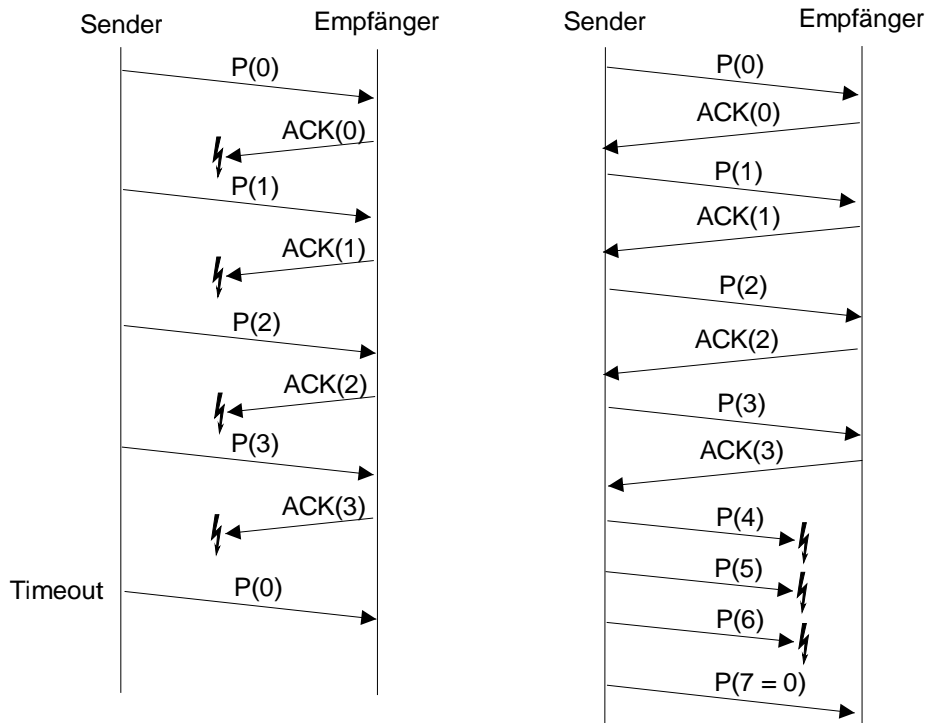 Sender
Empfänger
P(0)
ACK(0)
P(1)
ACK(1)
P(2)
ACK(2)
P(3)
ACK(3)
Timeout
P(0)
Sender
Empfänger
P(0)
ACK(0)
P(1)
ACK(1)
P(2)
ACK(2)
P(3)
ACK(3)
P(4)
P(5)
P(6)
P(7 = 0)